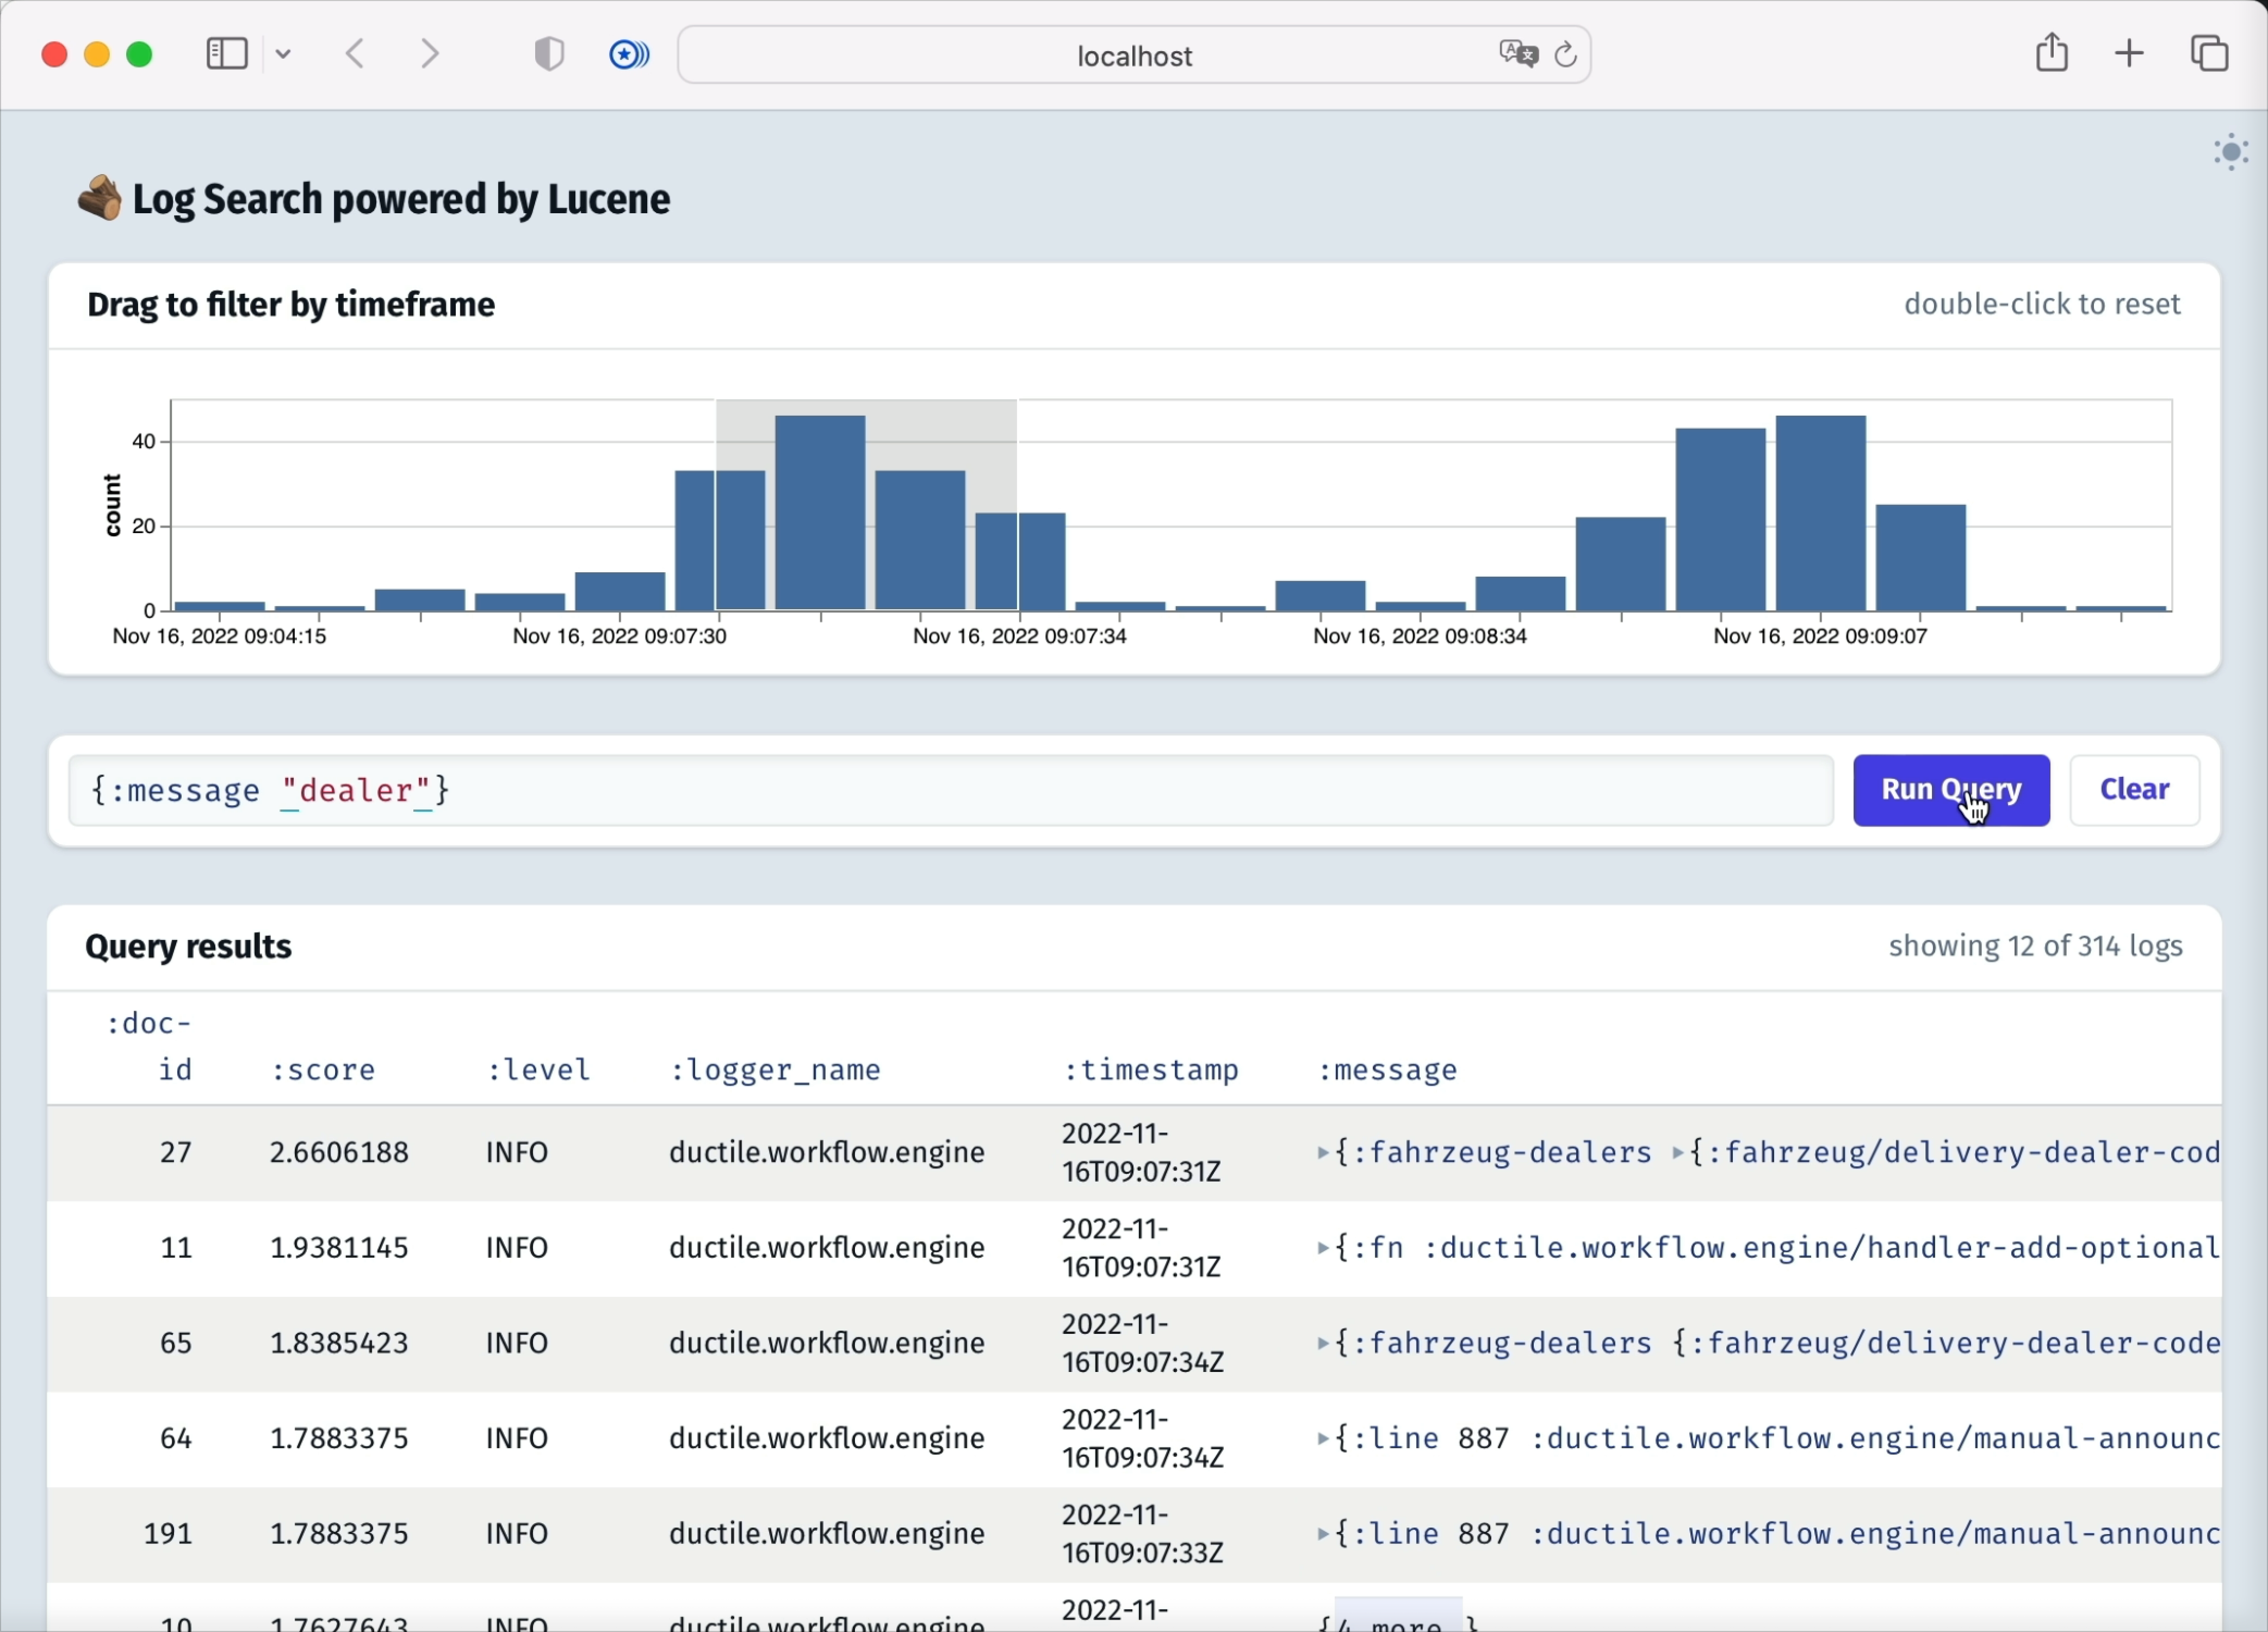 localhost
Log Search powered by Lucene
Drag to filter by timeframe
double-click to reset
count
40
20
0
Nov 16, 2022 09:04:15 Nov 16, 2022 09:07:30 Nov 16, 2022 09:07:34 Nov 16, 2022 09:08:34 Nov 16, 2022 09:09:07
{:message "dealer"}
Run Query
Clear
Query results
showing 12 of 314 logs
:doc-
id :score :level :logger_name :timestamp :message
27 2.6606188 INFO ductile.workflow.engine 2022-11-
16T09:07:31Z {:fahrzeug-dealers {:fahrzeug/delivery-dealer-cod
11 1.9381145 INFO ductile.workflow.engine 2022-11-
16T09:07:31Z {:fn :ductile.workflow.engine/handler-add-optional
65 1.8385423 INFO ductile.workflow.engine 2022-11-
16T09:07:34Z {:fahrzeug-dealers {:fahrzeug/delivery-dealer-code
64 1.7883375 INFO ductile.workflow.engine 2022-11-
16T09:07:34Z {:line 887 :ductile.workflow.engine/manual-announc
191 1.7883375 INFO ductile.workflow.engine 2022-11-
16T09:07:33Z {:line 887 :ductile.workflow.engine/manual-announc
10 1.7627643 INFO ductile.workflow.engine 2022-11-
{4 more }